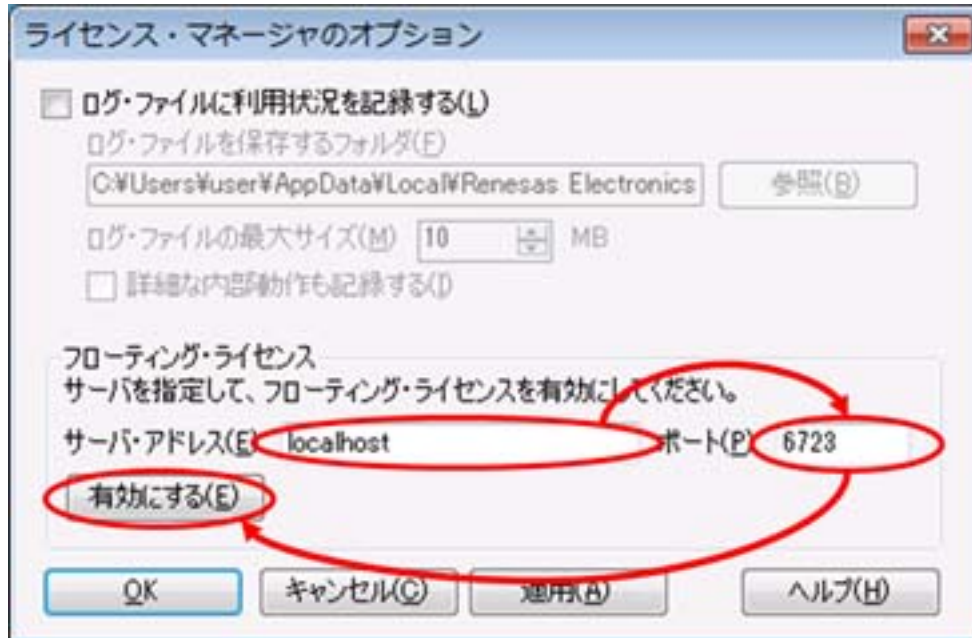 ライセンス・マネージャのオプション
ログ・ファイルに利用状況を記録する(L)
ログ・ファイルを保存するフォルダ(F)
C:¥Users¥user¥AppData¥Local¥Renesas Electronics 参照(B)
ログ・ファイルの最大サイズ(M) 10 MB
詳細な内部動作も記録する(I)
フローティング・ライセンス
サーバを指定して、フローティング・ライセンスを有効にしてください。
サーバ・アドレス(E) localhost ポート(P) 6723
有効にする(E)
OK キャンセル(C) 適用(A) ヘルプ(H)